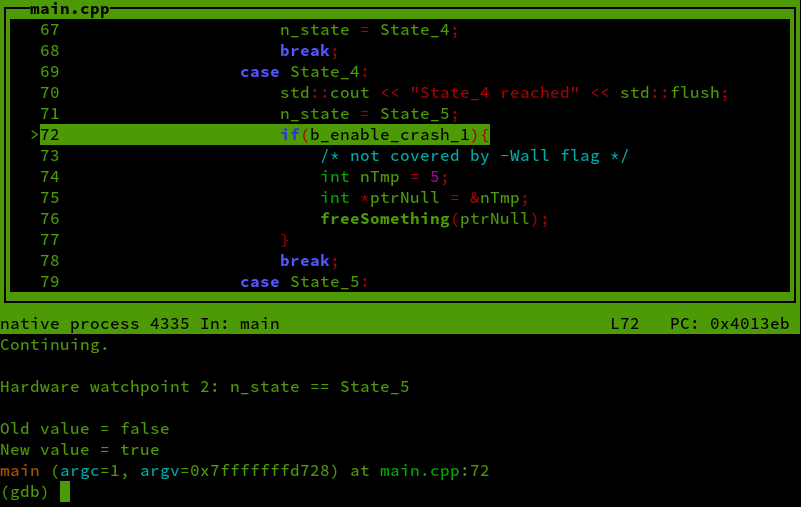 main.cpp
67                      n_state = State_4;
68                      break;
69                  case State_4:
70                      std::cout << "State_4 reached" << std::flush;
71                      n_state = State_5;
>72                      if(b_enable_crash_1){
73                          /* not covered by -Wall flag */
74                          int nTmp = 5;
75                          int *ptrNull = &nTmp;
76                          freeSomething(ptrNull);
77                      }
78                      break;
79                  case State_5:
native process 4335 In: main                                 L72   PC: 0x4013eb
Continuing.
Hardware watchpoint 2: n_state == State_5
Old value = false
New value = true
main (argc=1, argv=0x7fffffffd728) at main.cpp:72
(gdb)